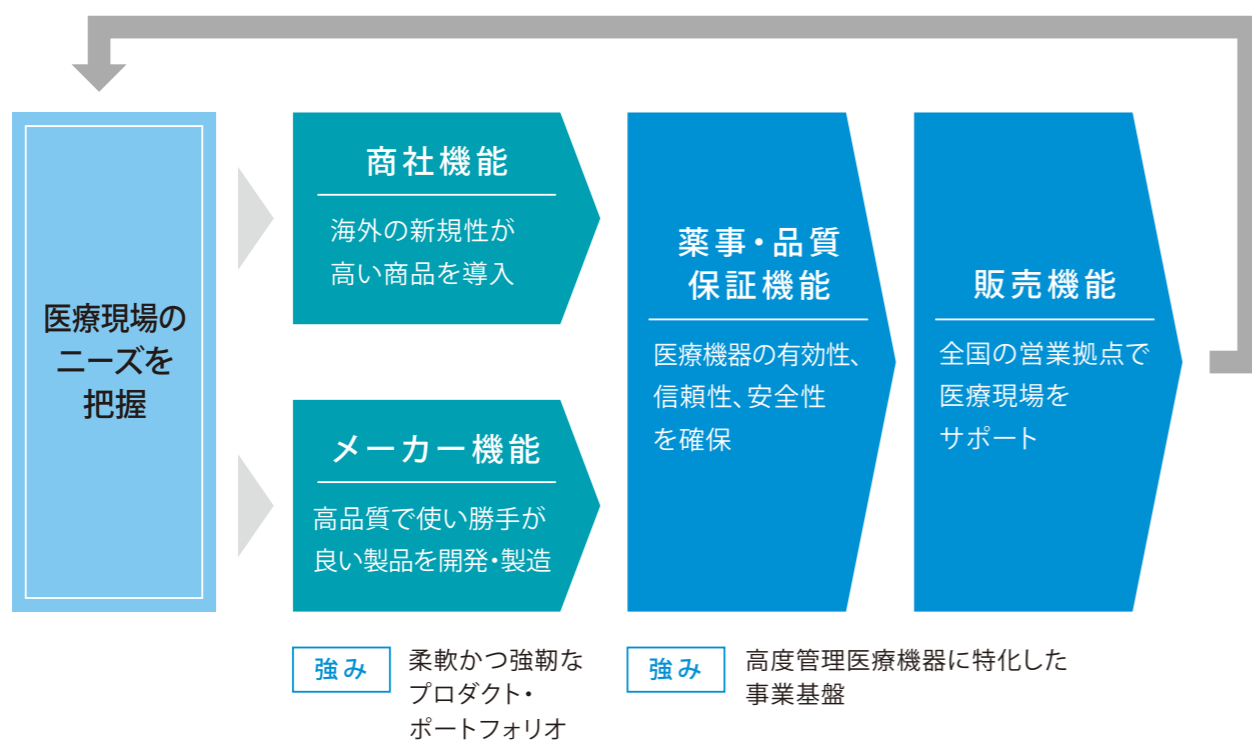 医療現場の
ニーズを
把握
商社機能
海外の新規性が
高い商品を導入
メーカー機能
高品質で使い勝手が
良い製品を開発・製造
薬事・品質
保証機能
医療機器の有効性、
信頼性、安全性
を確保
販売機能
全国の営業拠点で
医療現場を
サポート
強み
柔軟かつ強靭な
プロダクト・
ポートフォリオ
強み
高度管理医療機器に特化した
事業基盤